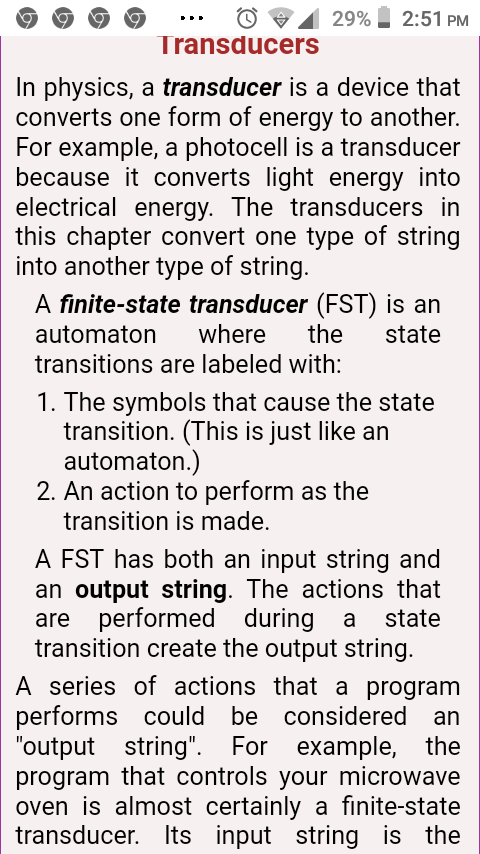 29% 2:51 PM
Transducers
In physics, a transducer is a device that
converts one form of energy to another.
For example, a photocell is a transducer
because it converts light energy into
electrical energy. The transducers in
this chapter convert one type of string
into another type of string.
A finite-state transducer (FST) is an
automaton where the state
transitions are labeled with:
1. The symbols that cause the state
transition. (This is just like an
automaton.)
2. An action to perform as the
transition is made.
A FST has both an input string and
an output string. The actions that
are performed during a state
transition create the output string.
A series of actions that a program
performs could be considered an
"output string". For example, the
program that controls your microwave
oven is almost certainly a finite-state
transducer. Its input string is the